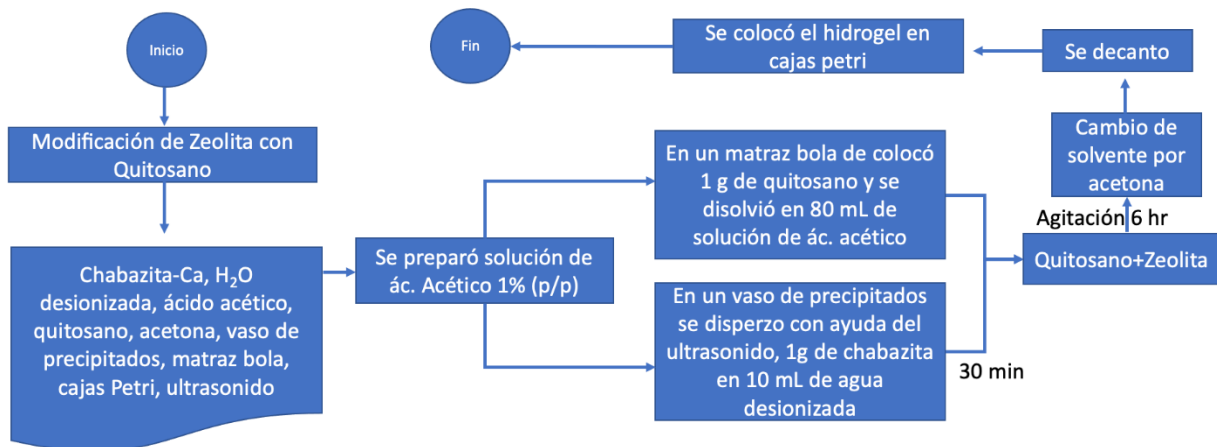 Inicio
Modificación de Zeolita con
Quitosano
Chabazita-Ca, H₂O
desionizada, ácido acético,
quitosano, acetona, vaso de
precipitados, matraz bola,
cajas Petri, ultrasonido
Se preparó solución de
ác. Acético 1% (p/p)
En un matraz bola de colocó
1 g de quitosano y se
disolvió en 80 mL de
solución de ác. acético
En un vaso de precipitados
se disperzo con ayuda del
ultrasonido, 1g de chabazita
en 10 mL de agua
desionizada
30 min
Quitosano+Zeolita
Agitación 6 hr
Cambio de
solvente por
acetona
Se decanto
Se colocó el hidrogel en
cajas petri
Fin